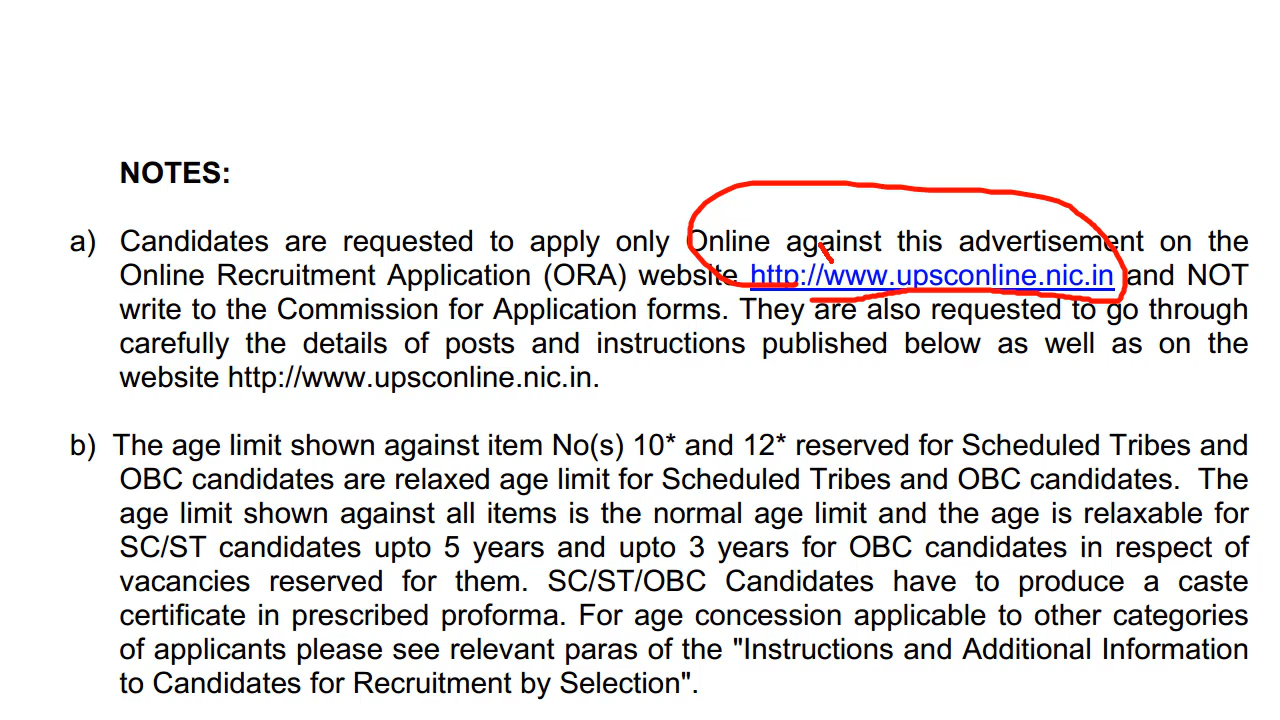 NOTES:
a) Candidates are requested to apply only Online against this advertisement on the
Online Recruitment Application (ORA) website http://www.upsconline.nic.in and NOT
write to the Commission for Application forms. They are also requested to go through
carefully the details of posts and instructions published below as well as on the
website http://www.upsconline.nic.in.
b) The age limit shown against item No(s) 10* and 12* reserved for Scheduled Tribes and
OBC candidates are relaxed age limit for Scheduled Tribes and OBC candidates. The
age limit shown against all items is the normal age limit and the age is relaxable for
SC/ST candidates upto 5 years and upto 3 years for OBC candidates in respect of
vacancies reserved for them. SC/ST/OBC Candidates have to produce a caste
certificate in prescribed proforma. For age concession applicable to other categories
of applicants please see relevant paras of the "Instructions and Additional Information
to Candidates for Recruitment by Selection".